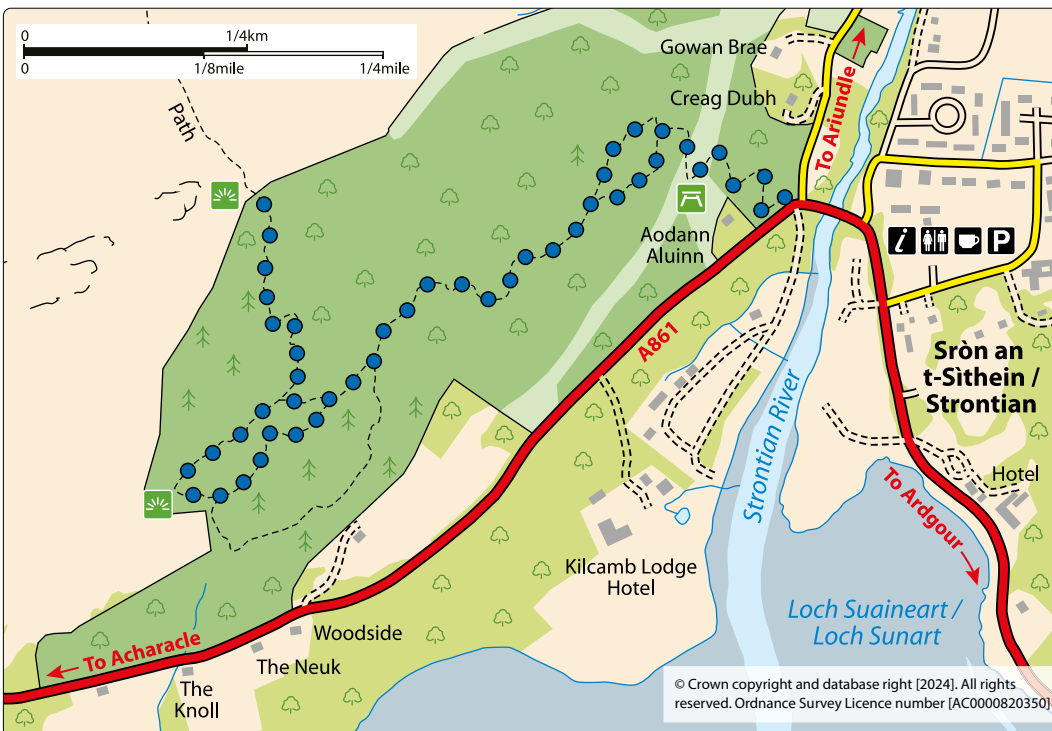 0 1/4km
0 1/8mile 1/4mile
Path
Gowan Brae
Creag Dubh
To Ariundle
Aodann
Aluinn
i P
A861
Sròn an
t-Sìthein /
Strontian
Strontian River
Hotel
To Ardgour
Kilcamb Lodge
Hotel
Loch Suaineart /
Loch Sunart
Woodside
To Acharacle
The Neuk
The
Knoll
© Crown copyright and database right [2024]. All rights
reserved. Ordnance Survey Licence number [AC0000820350]